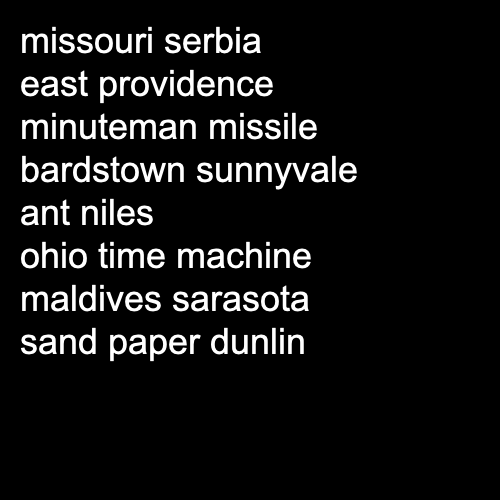 missouri serbia
east providence
minuteman missile
bardstown sunnyvale
ant niles
ohio time machine
maldives sarasota
sand paper dunlin